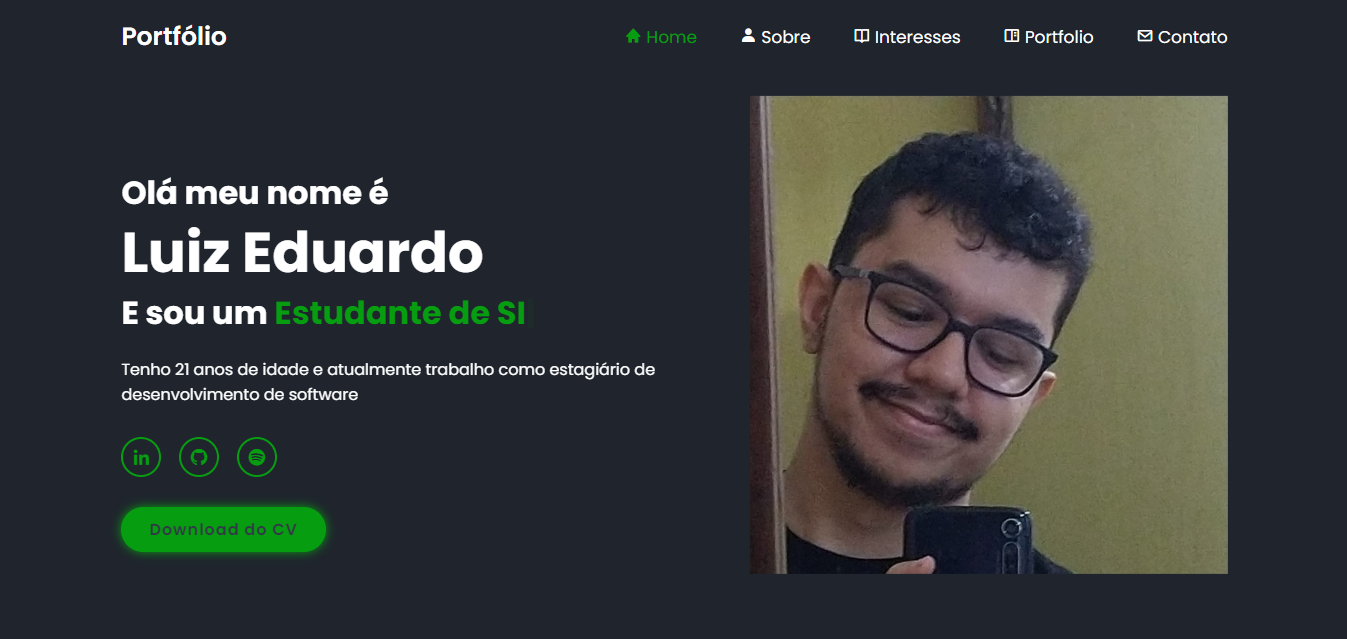 Portfólio
Home Sobre Interesses Portfolio Contato
Olá meu nome é
Luiz Eduardo
E sou um Estudante de SI
Tenho 21 anos de idade e atualmente trabalho como estagiário de
desenvolvimento de software
in
Download do CV